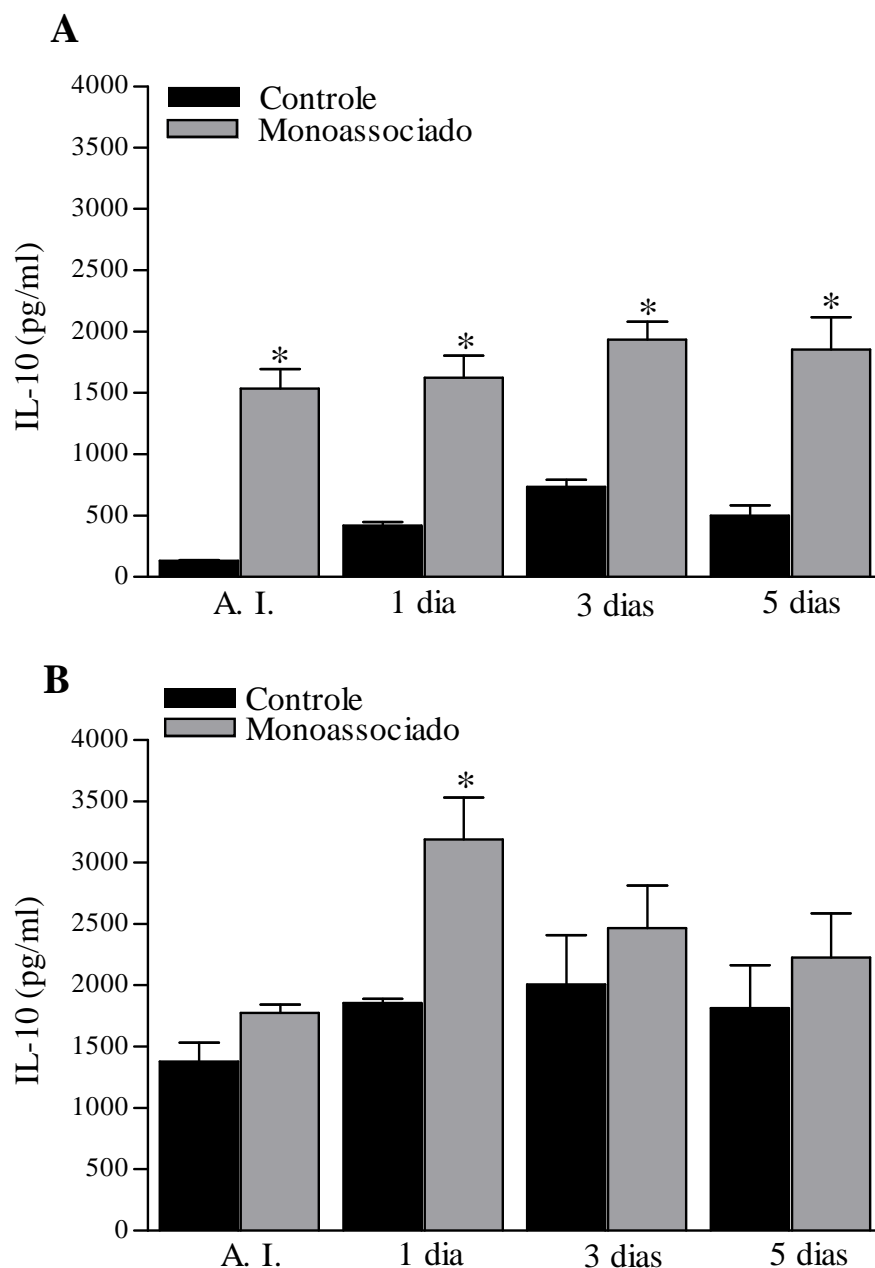 A
Controle
Monoassociado
4000
3500
3000
2500
2000
1500
1000
500
0
IL-10 (pg/ml)
*
*
*
*
A. I.
1 dia
3 dias
5 dias
B
Controle
Monoassociado
4000
3500
3000
2500
2000
1500
1000
500
0
IL-10 (pg/ml)
*
A. I.
1 dia
3 dias
5 dias